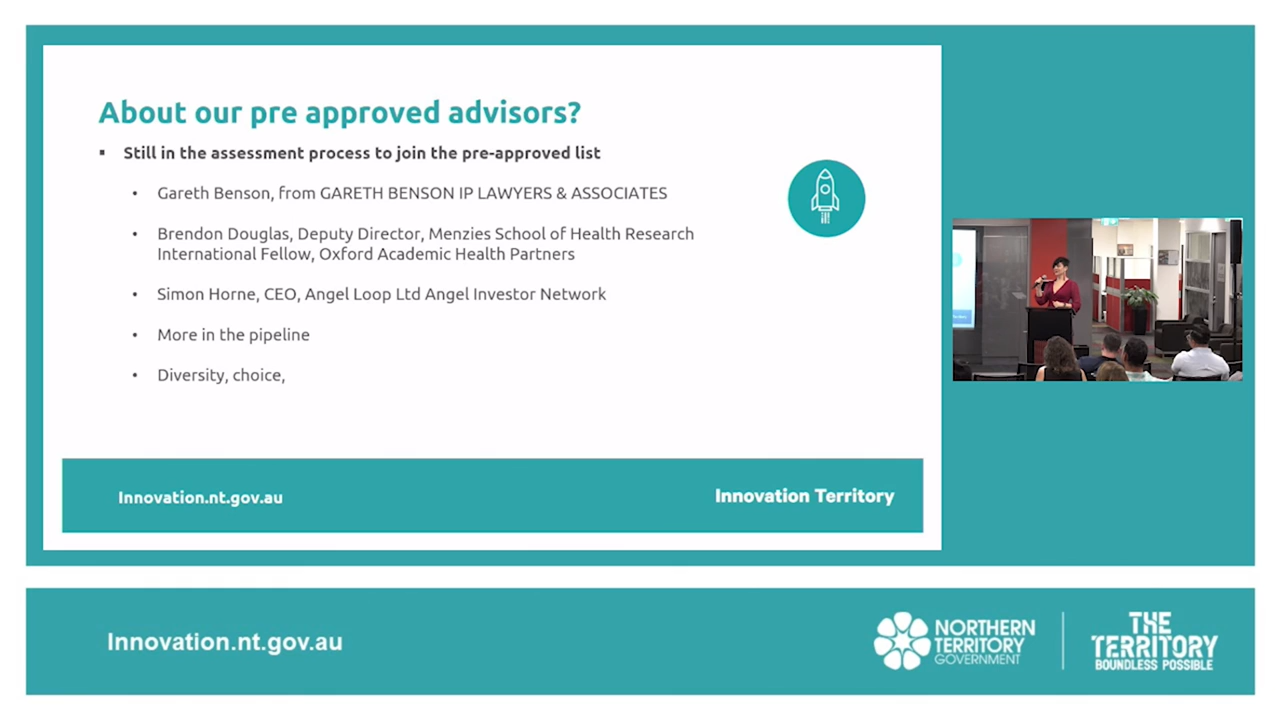 About our pre approved advisors?
▪ Still in the assessment process to join the pre-approved list
• Gareth Benson, from GARETH BENSON IP LAWYERS & ASSOCIATES
• Brendon Douglas, Deputy Director, Menzies School of Health Research
International Fellow, Oxford Academic Health Partners
• Simon Horne, CEO, Angel Loop Ltd Angel Investor Network
• More in the pipeline
• Diversity, choice,
Innovation.nt.gov.au
Innovation Territory
Innovation.nt.gov.au
NORTHERN
TERRITORY
GOVERNMENT
THE
TERRITORY
BOUNDLESS POSSIBLE